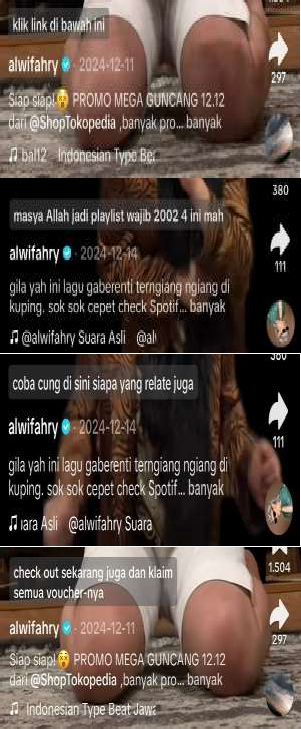 klik link di bawah ini
alwifahry · 2024-12-11
Siap siap!🤫 PROMO MEGA GUNCANG 12.12
dari @ShopTokopedia ,banyak pro... banyak
297
bal12 Indonesian Type Be
380
masya Allah jadi playlist wajib 2002 4 ini mah
alwifahry · 2024-12-14
111
gila yah ini lagu gaberenti terngiang ngiang di
kuping. sok sok cepet check Spotif... banyak
@alwifahry Suara Asli @al
380
coba cung di sini siapa yang relate juga
alwifahry · 2024-12-14
111
gila yah ini lagu gaberenti terngiang ngiang di
kuping. sok sok cepet check Spotif... banyak
ıara Asli @alwifahry Suara
1.504
check out sekarang juga dan klaim
semua voucher-nya
alwifahry · 2024-12-11
297
Siap siap!🤫 PROMO MEGA GUNCANG 12.12
dari @ShopTokopedia ,banyak pro... banyak
Indonesian Type Beat Jawa